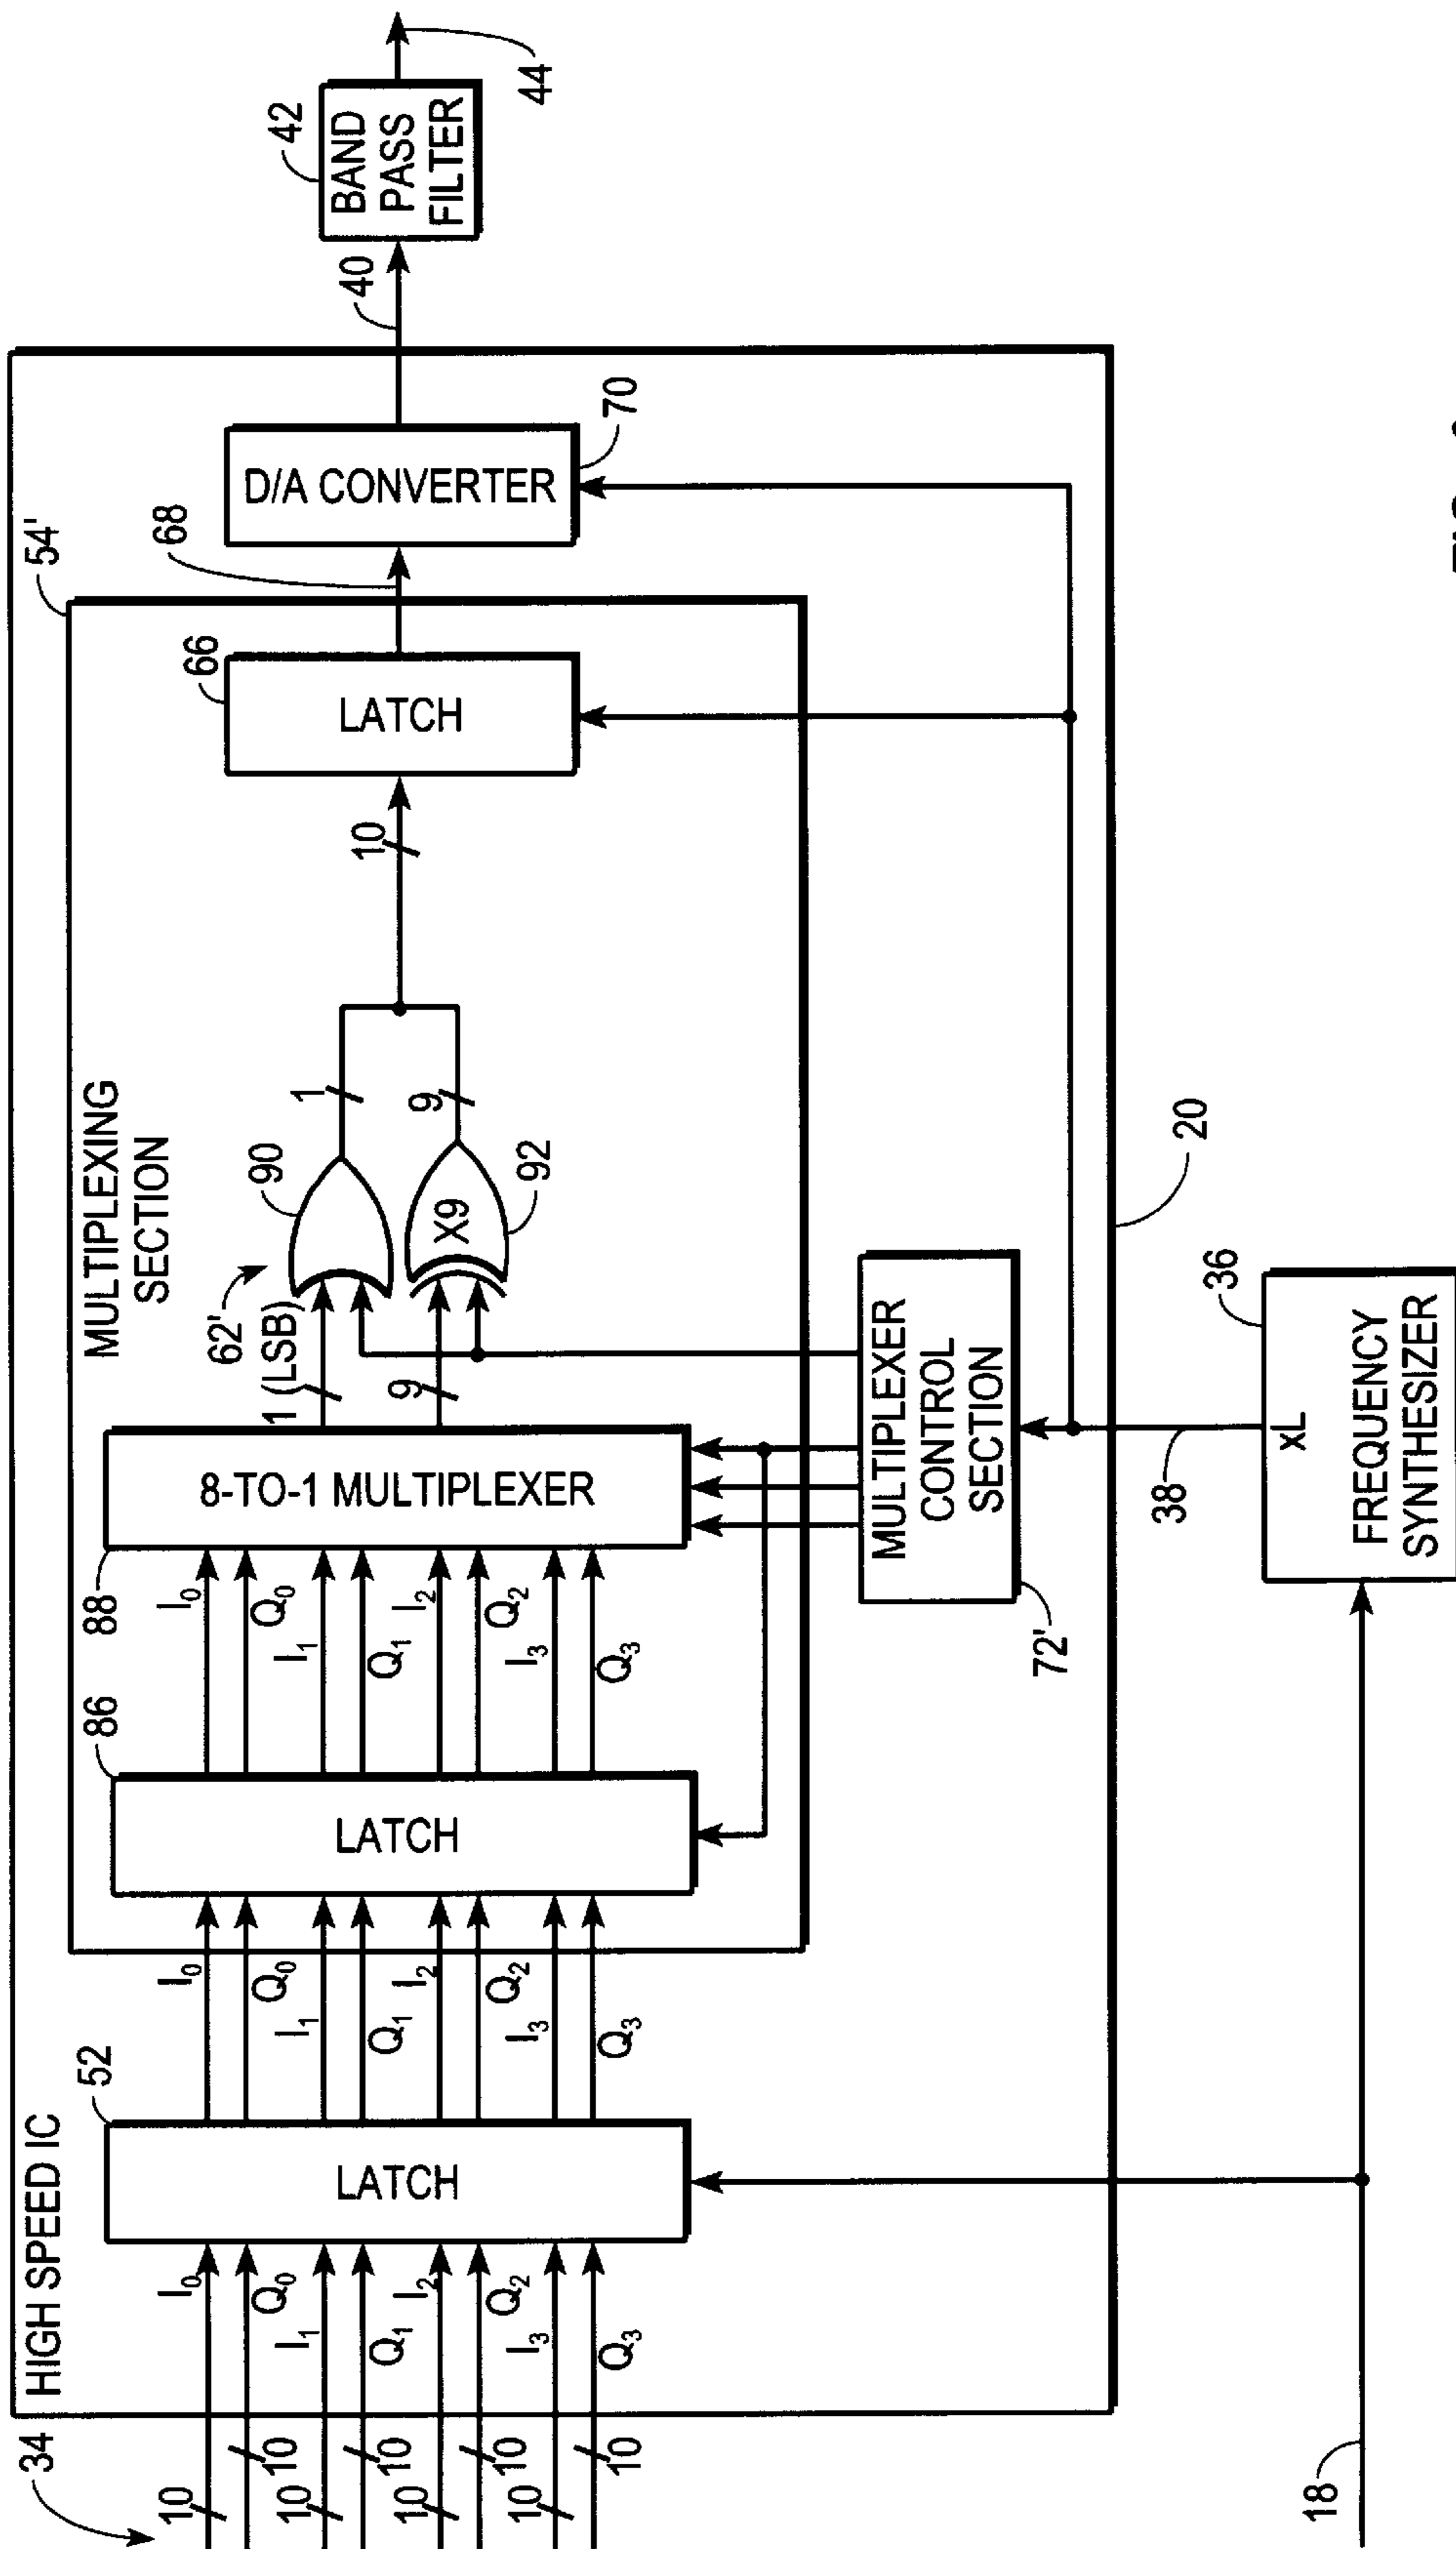 HIGH SPEED IC
54'
MULTIPLEXING
SECTION
34
10
10
10
10
10
10
10
10
I0
Q0
I1
Q1
I2
Q2
I3
Q3
52
LATCH
I0
Q0
I1
Q1
I2
Q2
I3
Q3
86
LATCH
I0
Q0
I1
Q1
I2
Q2
I3
Q3
88
8-TO-1 MULTIPLEXER
1 (LSB)
9
62'
90
X9
92
1
9
10
66
LATCH
68
D/A CONVERTER
70
40
42
BAND
PASS
FILTER
44
MULTIPLEXER
CONTROL
SECTION
72'
20
38
36
xL
FREQUENCY
SYNTHESIZER
18